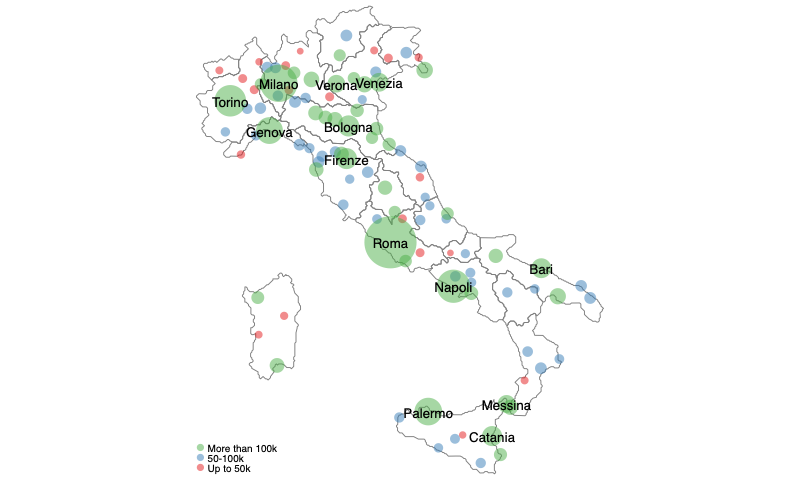 Milano
Verona
Venezia
Torino
Genova
Bologna
Firenze
Roma
Bari
Napoli
Messina
Palermo
Catania
More than 100k
50-100k
Up to 50k